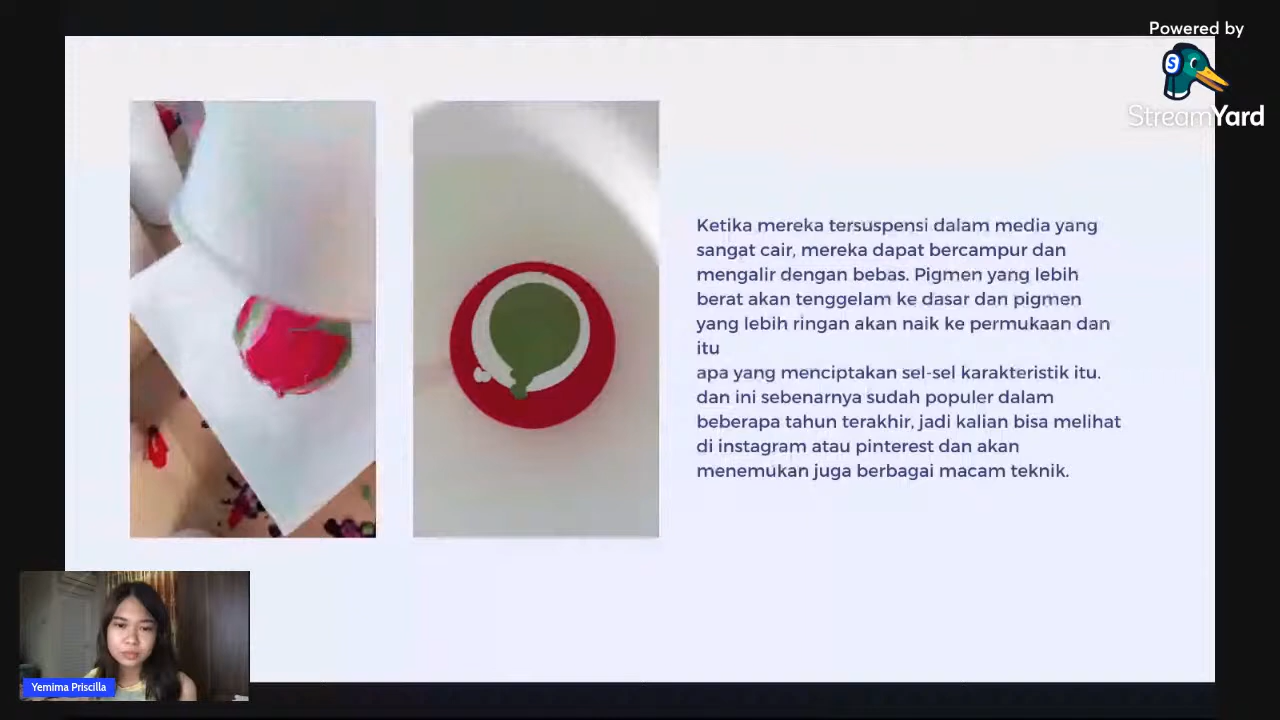 Powered by
StreamYard
Ketika mereka tersuspensi dalam media yang
sangat cair, mereka dapat bercampur dan
mengalir dengan bebas. Pigmen yang lebih
berat akan tenggelam ke dasar dan pigmen
yang lebih ringan akan naik ke permukaan dan
itu
apa yang menciptakan sel-sel karakteristik itu.
dan ini sebenarnya sudah populer dalam
beberapa tahun terakhir, jadi kalian bisa melihat
di instagram atau pinterest dan akan
menemukan juga berbagai macam teknik.
Yemima Priscilla